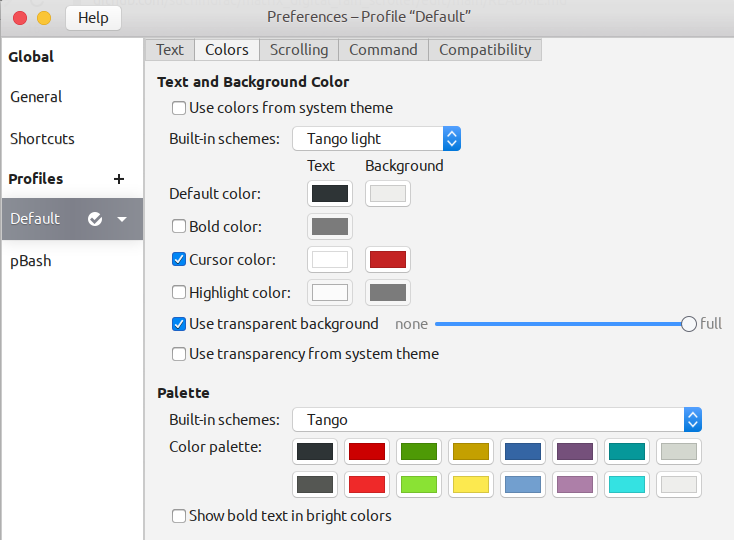 Help
Preferences – Profile “Default”
Global
General
Shortcuts
Profiles +
Default
pBash
Text Colors Scrolling Command Compatibility
Text and Background Color
Use colors from system theme
Built-in schemes: Tango light
Text Background
Default color:
Bold color:
Cursor color:
Highlight color:
Use transparent background none full
Use transparency from system theme
Palette
Built-in schemes: Tango
Color palette:
Show bold text in bright colors